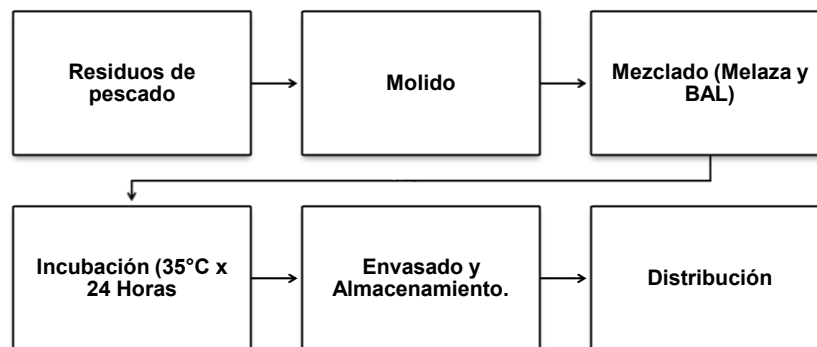 Residuos de
pescado
Molido
Mezclado (Melaza y
BAL)
Incubación (35°C x
24 Horas
Envasado y
Almacenamiento.
Distribución